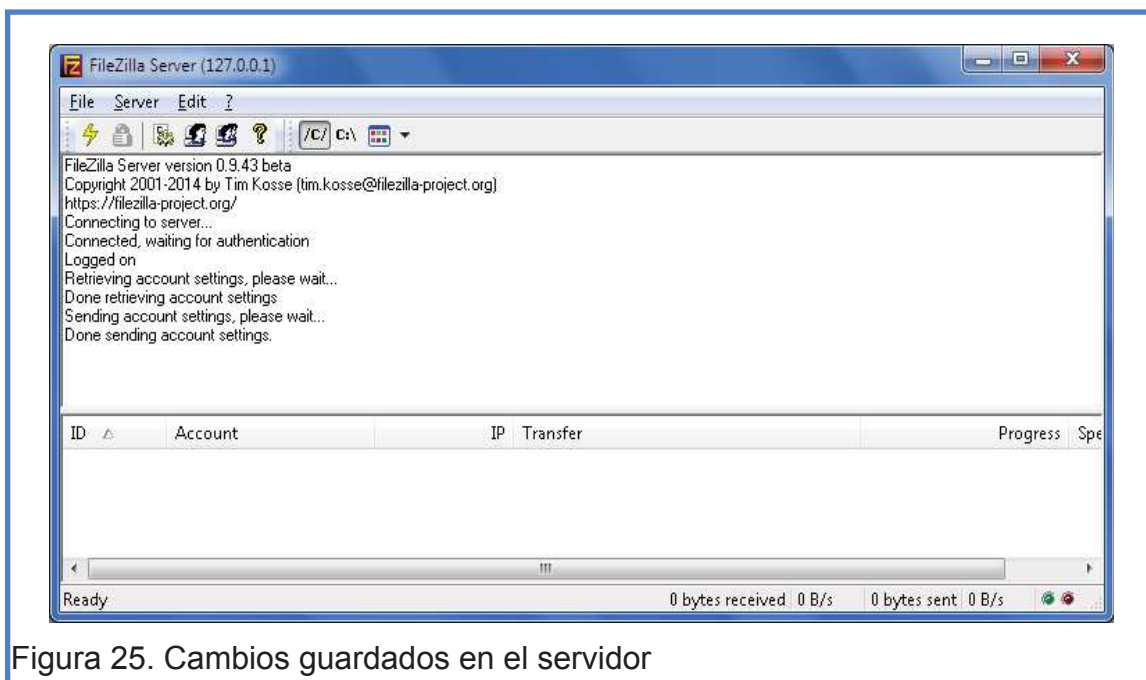 FileZilla Server (127.0.0.1)
File Server Edit ?
/C/ C:\
FileZilla Server version 0.9.43 beta
Copyright 2001-2014 by Tim Kosse (tim.kosse@filezilla-project.org)
https://filezilla-project.org/
Connecting to server...
Connected, waiting for authentication
Logged on
Retrieving account settings, please wait...
Done retrieving account settings
Sending account settings, please wait...
Done sending account settings.
ID Account IP Transfer Progress Spe
Ready 0 bytes received 0 B/s 0 bytes sent 0 B/s
Figura 25. Cambios guardados en el servidor